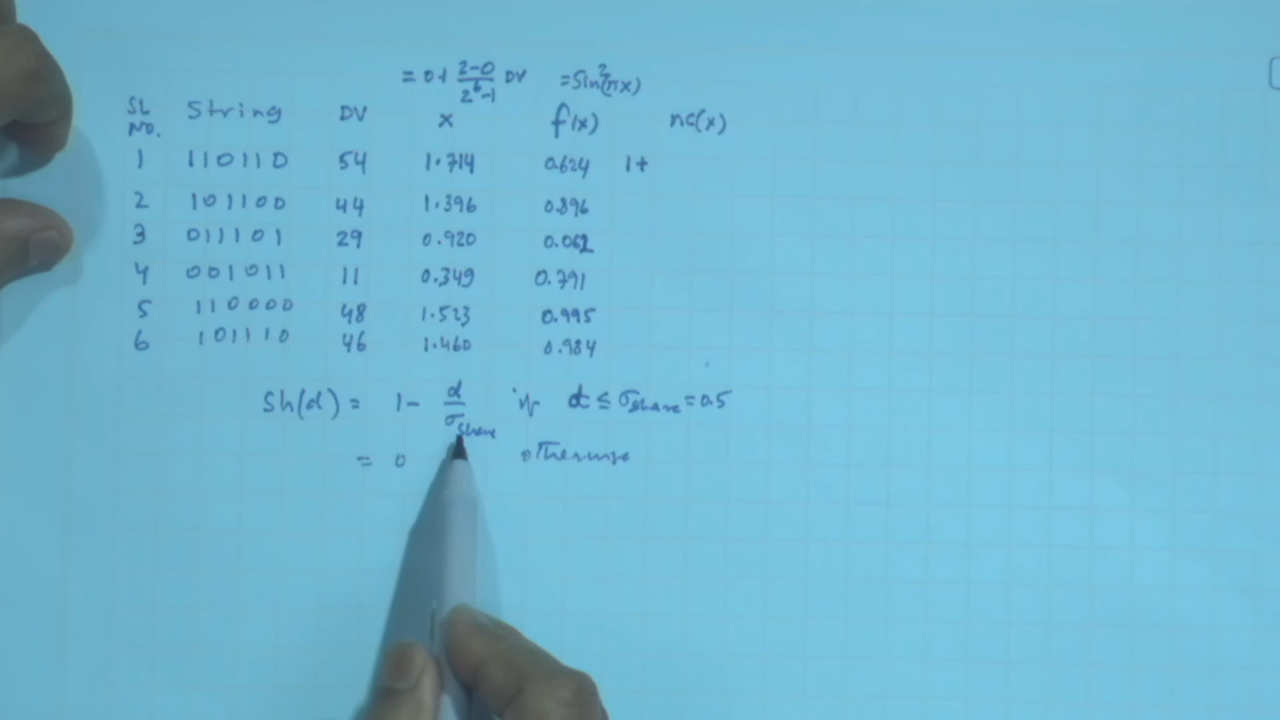 = 0+ (2-0)/(2^6-1) DV = Sin²(πx)
SL NO. String DV x f(x) nc(x)
1 110110 54 1.714 0.624 1+
2 101100 44 1.396 0.896
3 011101 29 0.920 0.062
4 001011 11 0.349 0.791
5 110000 48 1.523 0.995
6 101110 46 1.460 0.984
Sh(d) = 1- d/σshare if d ≤ σshare = 0.5
= 0 otherwise